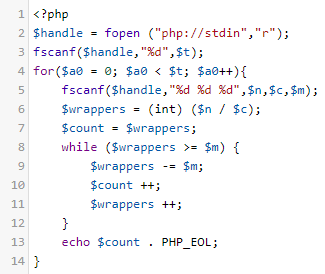 1 <?php
2 $handle = fopen ("php://stdin","r");
3 fscanf($handle,"%d",$t);
4 for($a0 = 0; $a0 < $t; $a0++){
5     fscanf($handle,"%d %d %d",$n,$c,$m);
6     $wrappers = (int) ($n / $c);
7     $count = $wrappers;
8     while ($wrappers >= $m) {
9         $wrappers -= $m;
10         $count ++;
11         $wrappers ++;
12     }
13     echo $count . PHP_EOL;
14 }